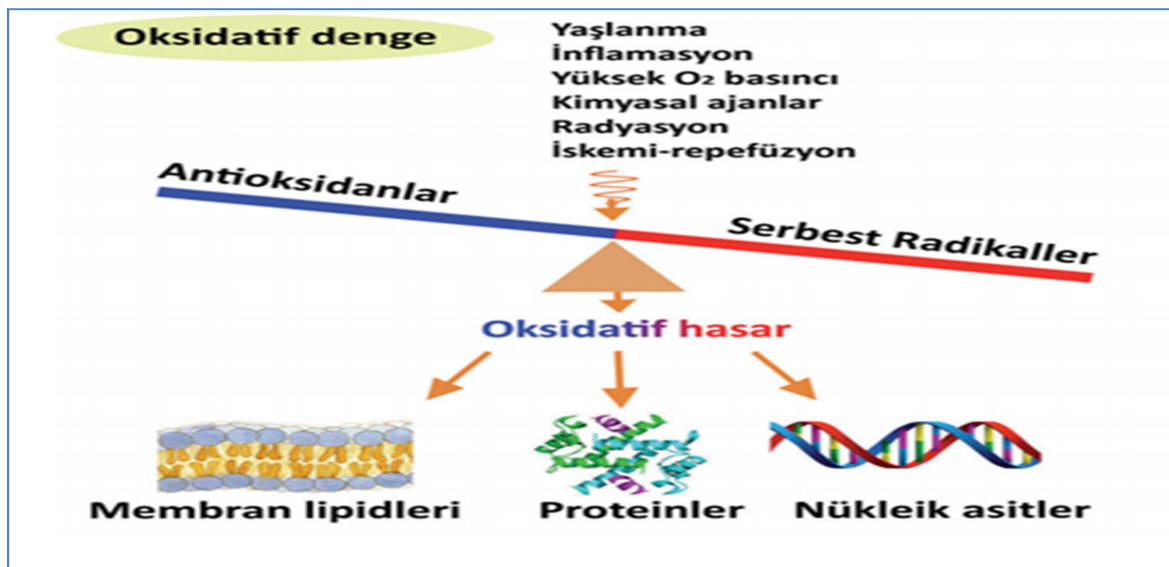 Oksidatif denge
Yaşlanma
İnflamasyon
Yüksek O₂ basıncı
Kimyasal ajanlar
Radyasyon
İskemi-repefüzyon
Antioksidanlar
Serbest Radikaller
Oksidatif hasar
Membran lipidleri
Proteinler
Nükleik asitler